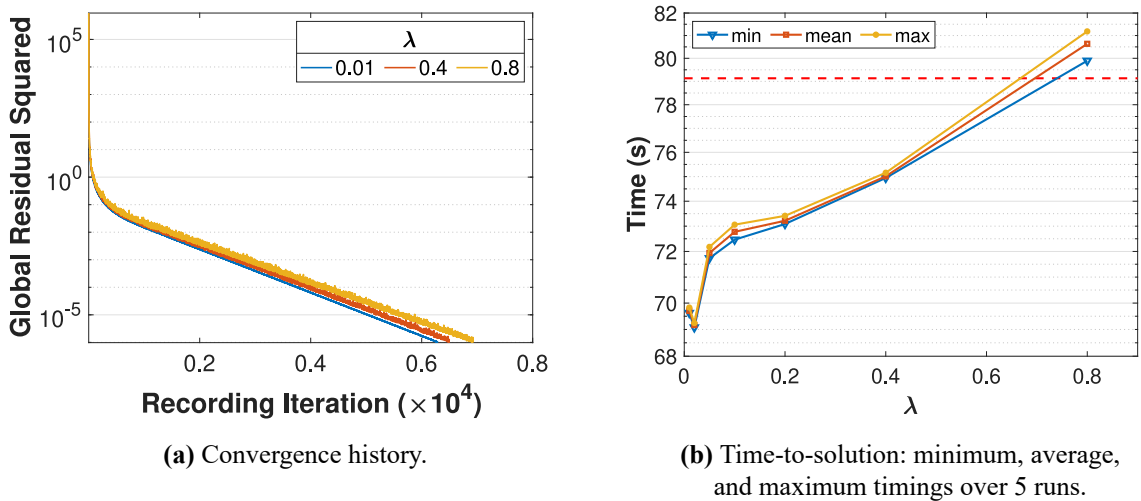 10^5
10^0
10^-5
Global Residual Squared
λ
0.01 0.4 0.8
0.2 0.4 0.6 0.8
Recording Iteration (×10^4)
(a) Convergence history.
82
80
78
76
74
72
70
68
Time (s)
min mean max
0 0.2 0.4 0.6 0.8
λ
(b) Time-to-solution: minimum, average,
and maximum timings over 5 runs.